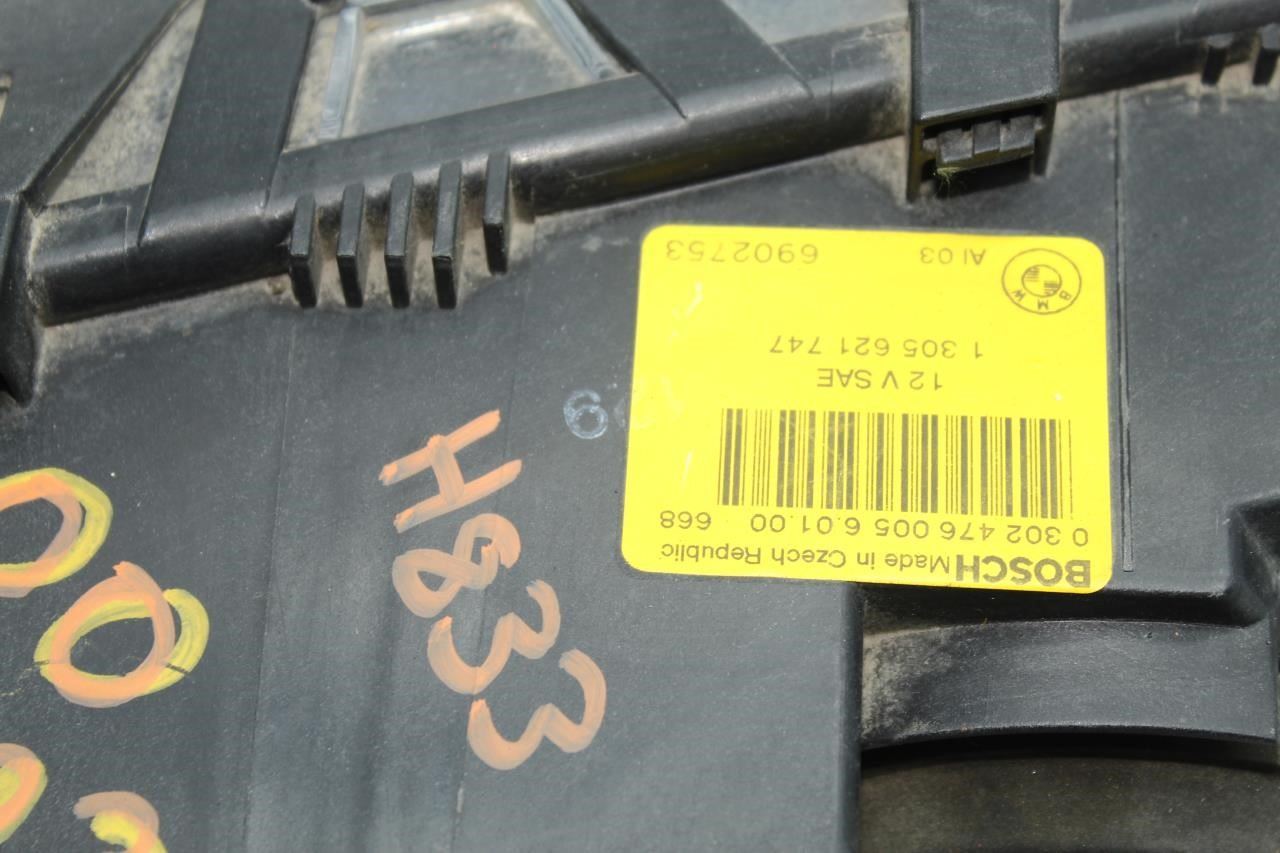 BOSCH Made in Czech Republic
0 302 476 005 6.01.00 668
12 V SAE
1 305 621 747
BMW AI 03 6902753
H833
6
00